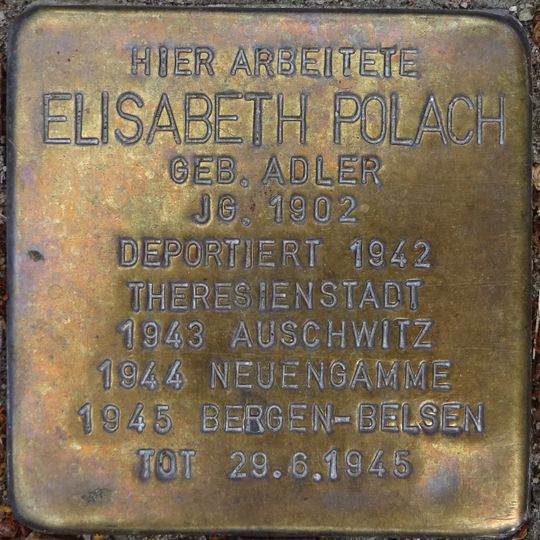 HIER ARBEITETE
ELISABETH POLACH
GEB. ADLER
JG. 1902
DEPORTIERT 1942
THERESIENSTADT
1943 AUSCHWITZ
1944 NEUENGAMME
1945 BERGEN-BELSEN
TOT 29.6.1945